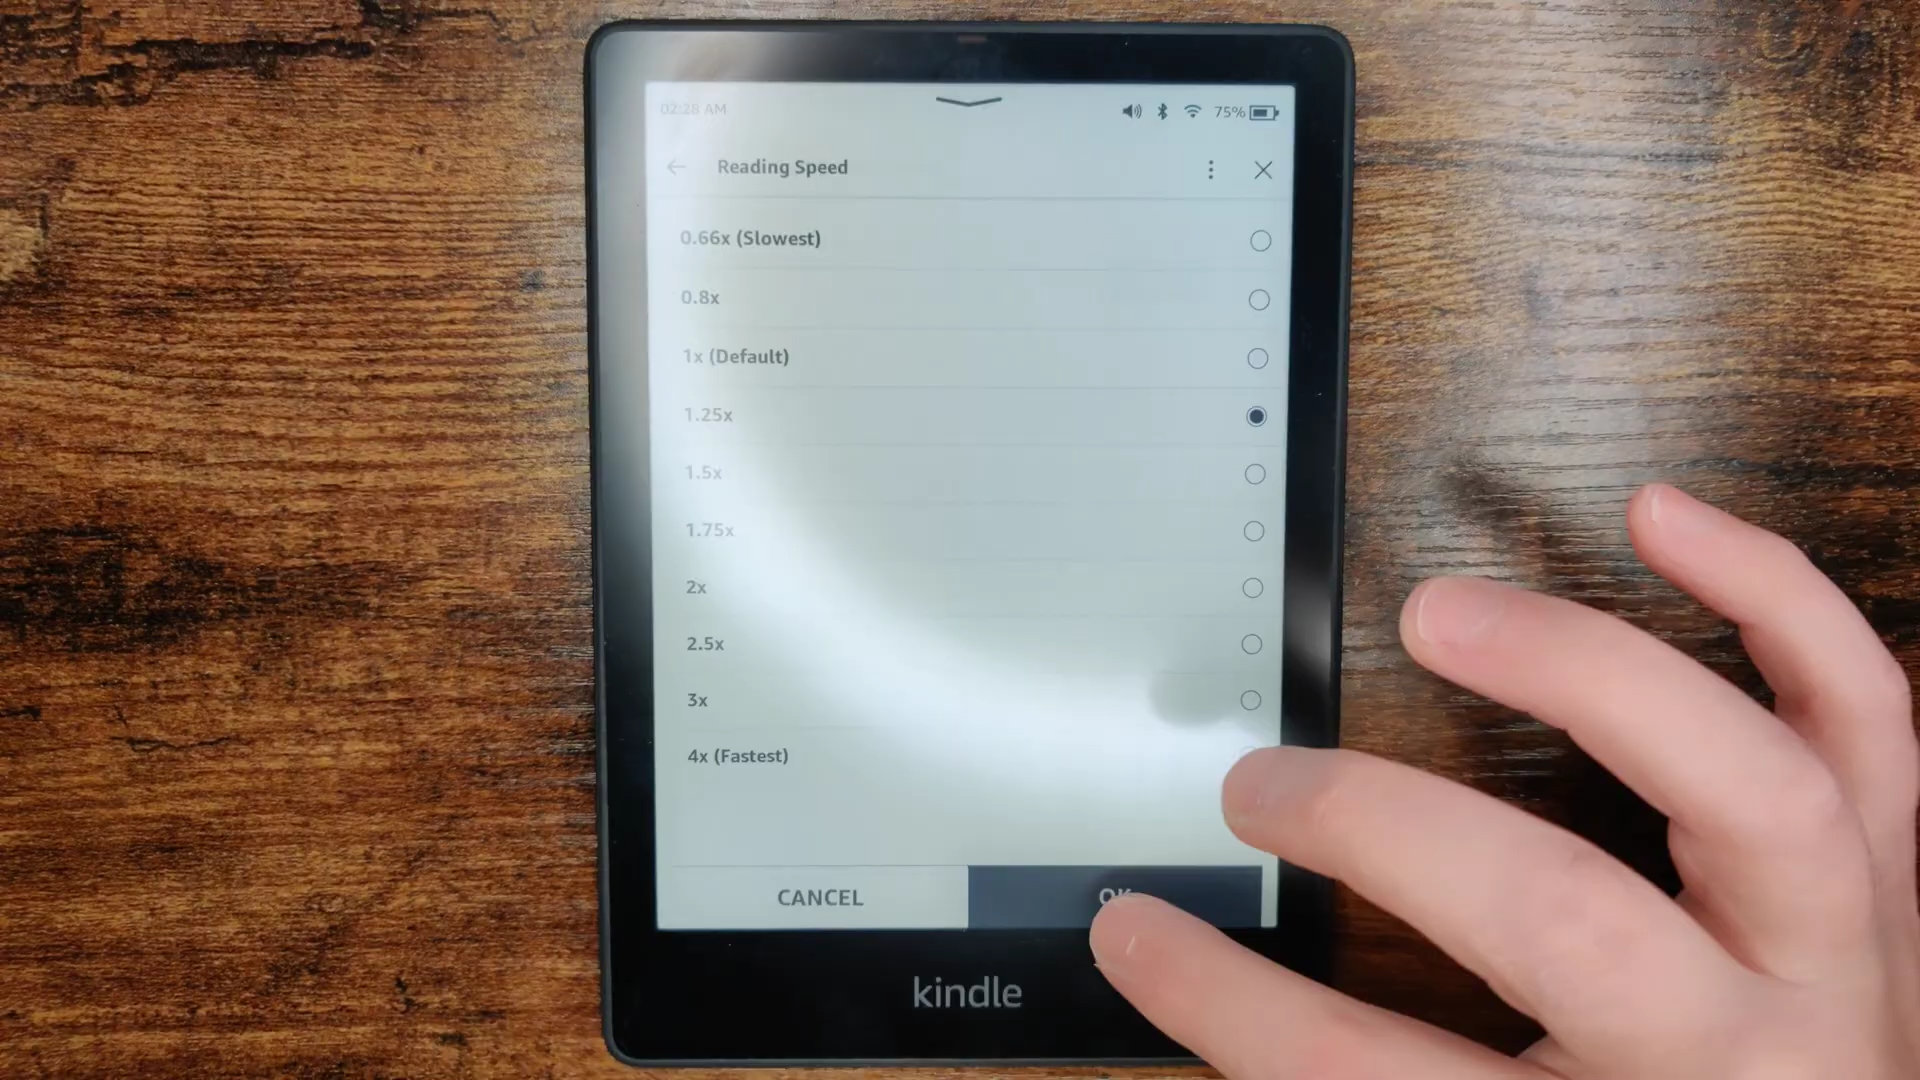 02:28 AM 75%
Reading Speed
0.66x (Slowest)
0.8x
1x (Default)
1.25x
1.5x
1.75x
2x
2.5x
3x
4x (Fastest)
CANCEL OK
kindle